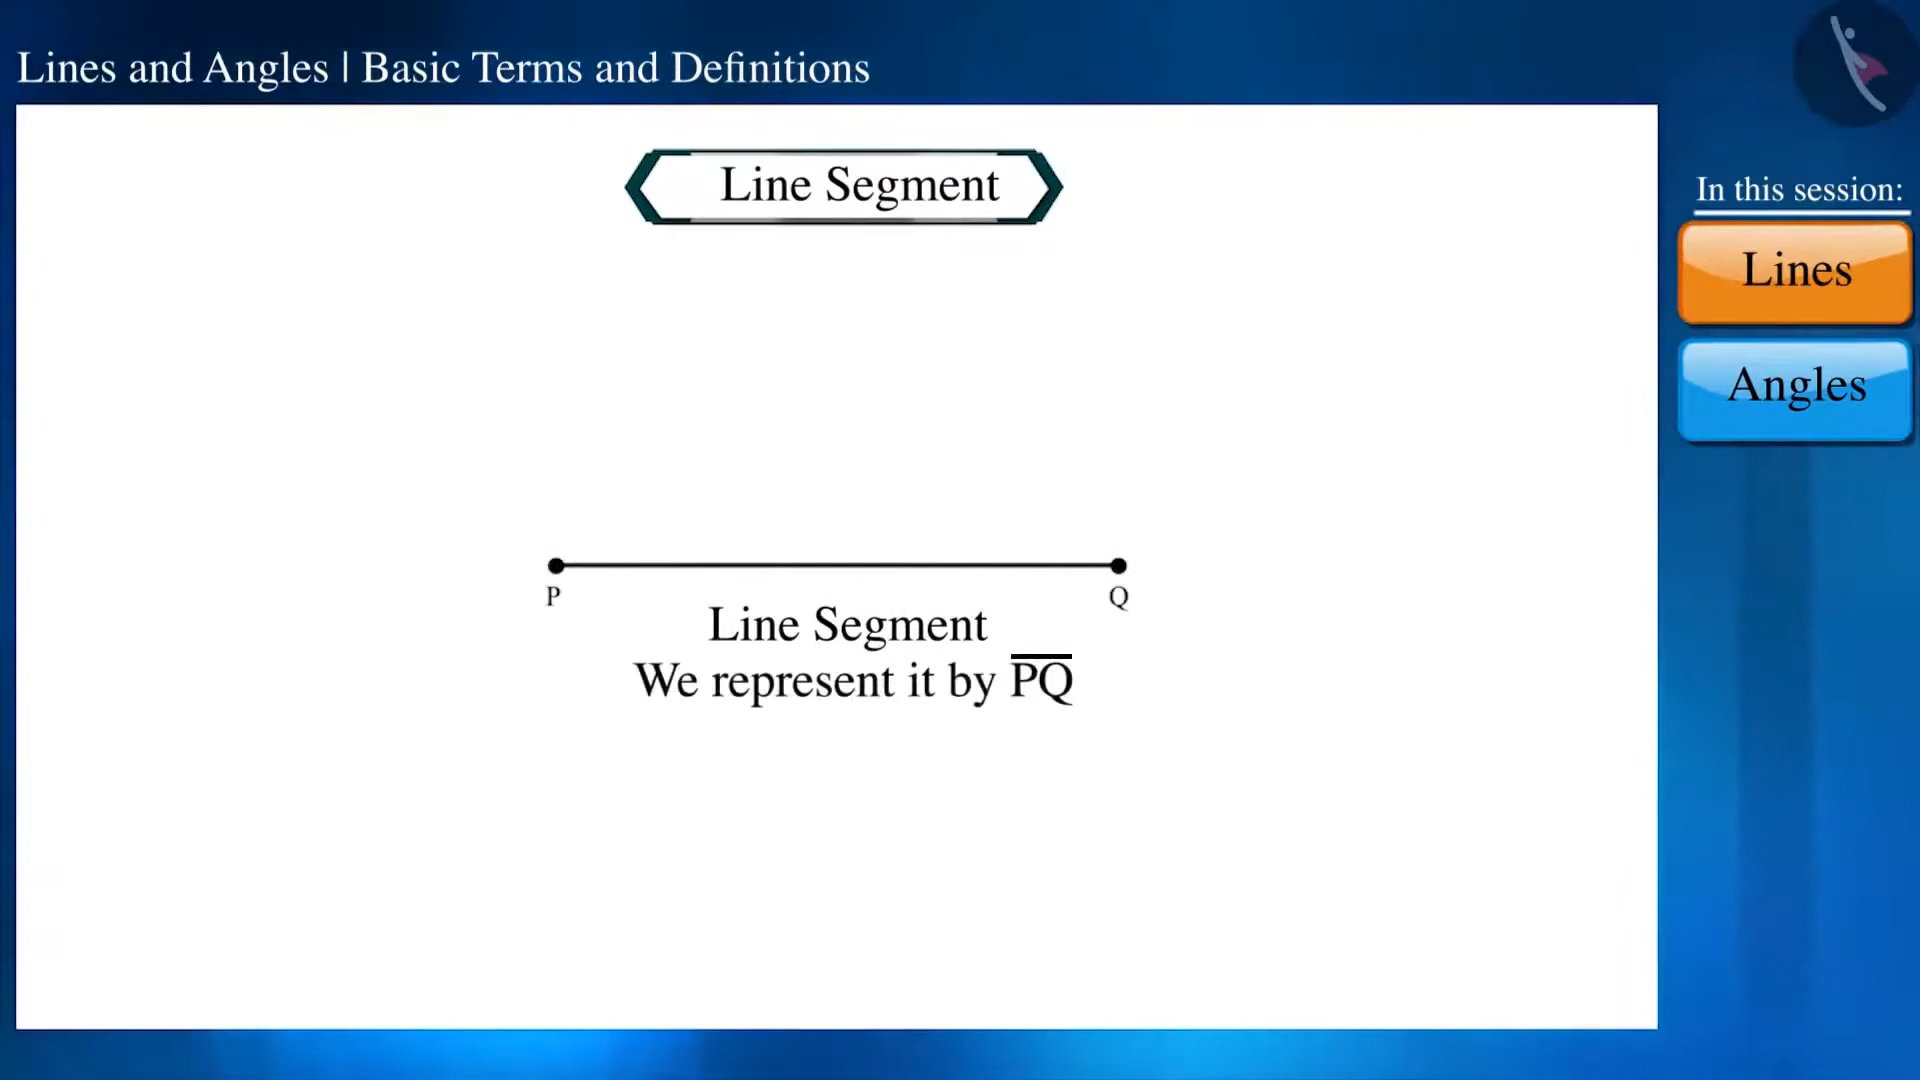 Lines and Angles | Basic Terms and Definitions
Line Segment
In this session:
Lines
Angles
P
Q
Line Segment
We represent it by P̅Q̅